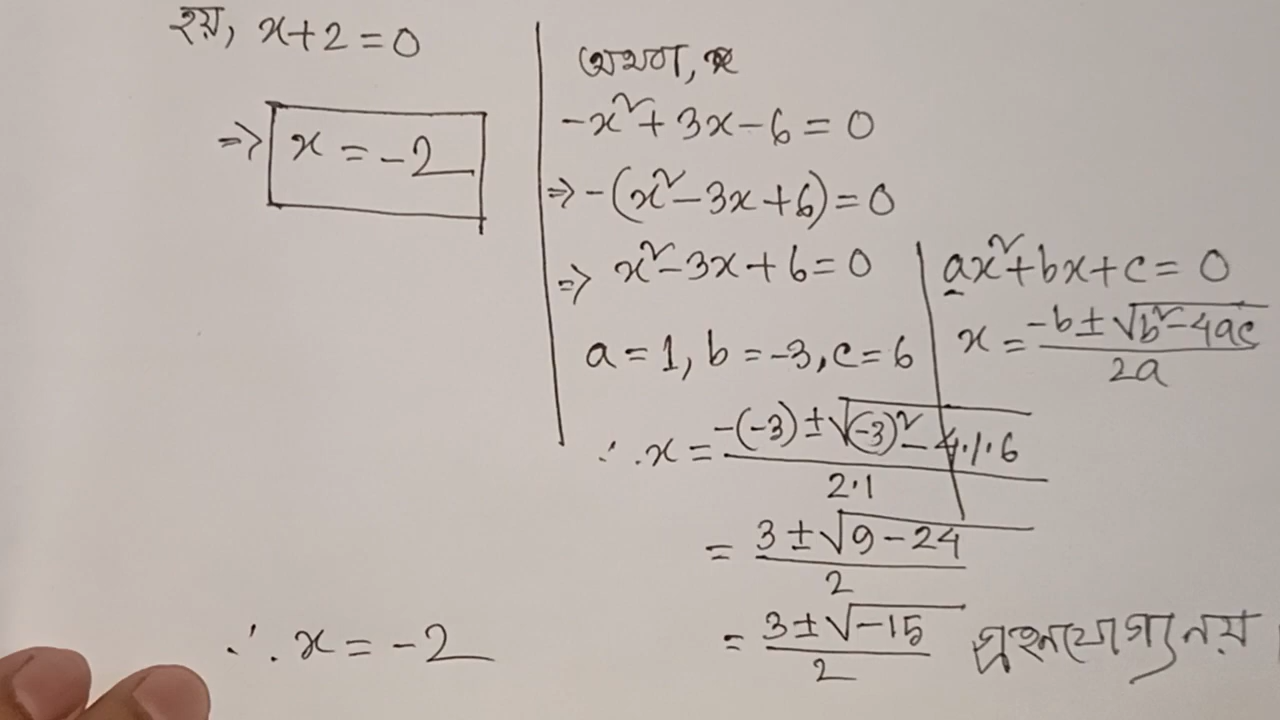 হয়, x+2=0
=> x = -2
অথবা, x
-x²+3x-6=0
=> -(x²-3x+6)=0
=> x²-3x+6=0
a=1, b=-3, c=6
ax²+bx+c=0
x = (-b±√(b²-4ac))/2a
∴ x = (-(-3)±√((-3)²-4.1.6))/2.1
= (3±√(9-24))/2
= (3±√(-15))/2 গ্রহনযোগ্য নয়
∴ x = -2